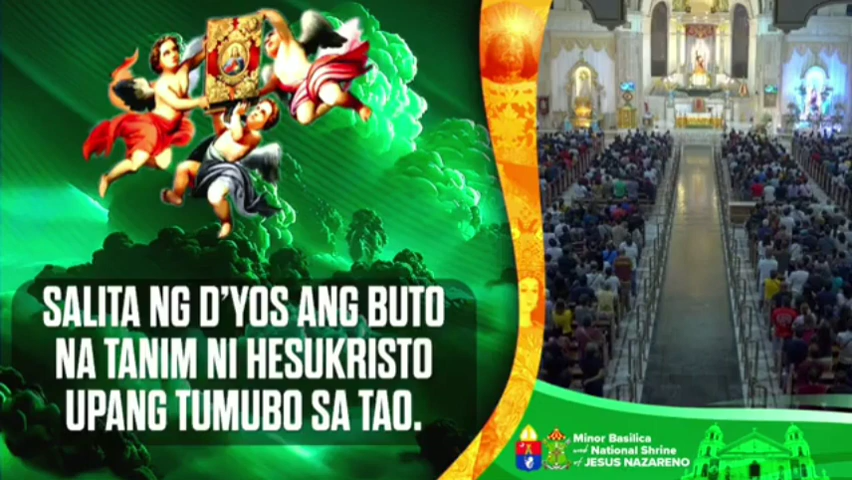 SALITA NG D'YOS ANG BUTO
NA TANIM NI HESUKRISTO
UPANG TUMUBO SA TAO.
Minor Basilica
and National Shrine
of JESUS NAZARENO